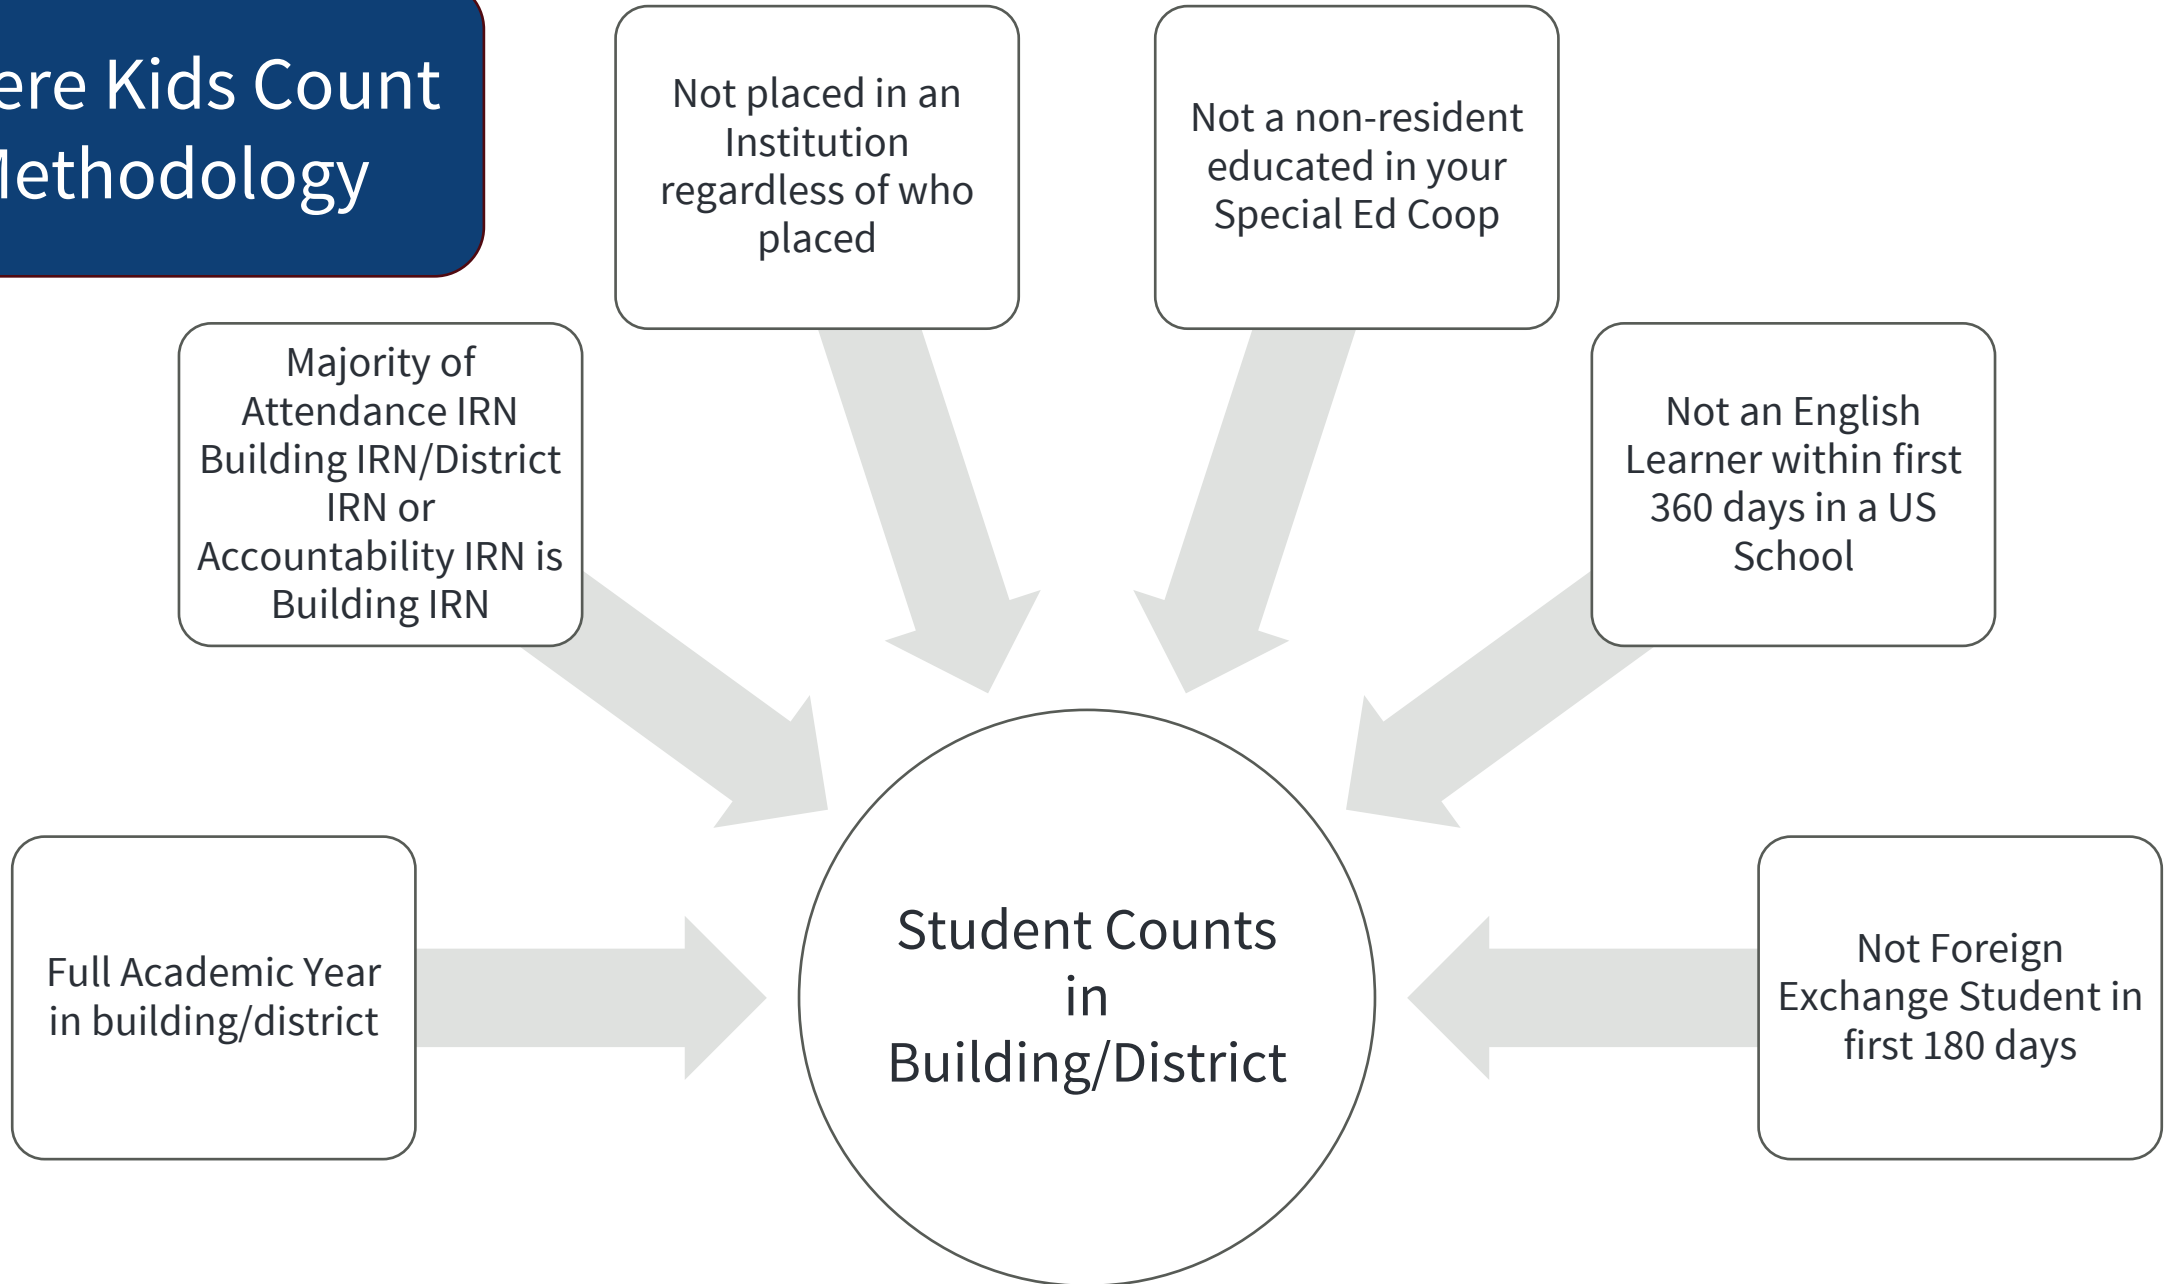 ere Kids Count
Methodology
Not placed in an
Institution
regardless of who
placed
Not a non-resident
educated in your
Special Ed Coop
Majority of
Attendance IRN
Building IRN/District
IRN or
Accountability IRN is
Building IRN
Not an English
Learner within first
360 days in a US
School
Full Academic Year
in building/district
Student Counts
in
Building/District
Not Foreign
Exchange Student in
first 180 days